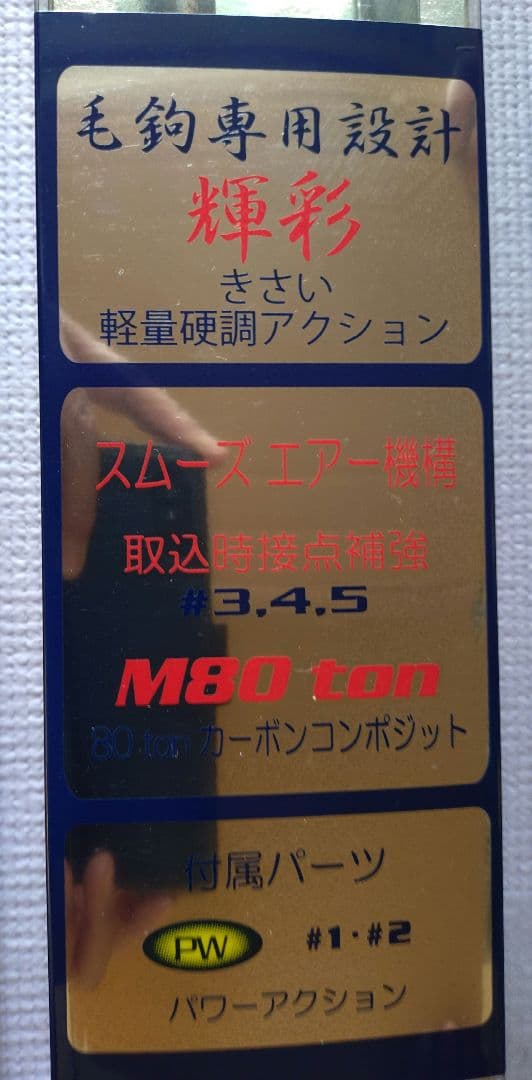 毛鉤専用設計
輝彩
きさい
軽量硬調アクション
スムーズ エアー機構
取込時接点補強
#3,4,5
M80 ton
80 ton カーボンコンポジット
付属パーツ
PW #1・#2
パワーアクション